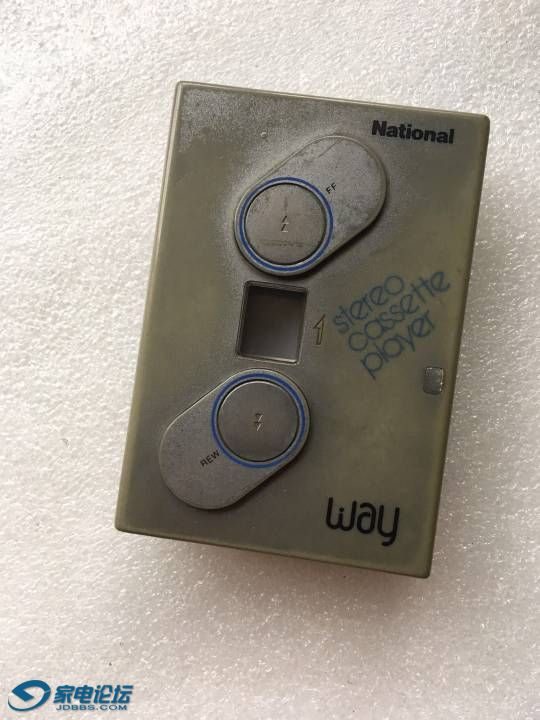 National
FF
stereo
cassette
player
REW
way
家电论坛
JDBBS.COM